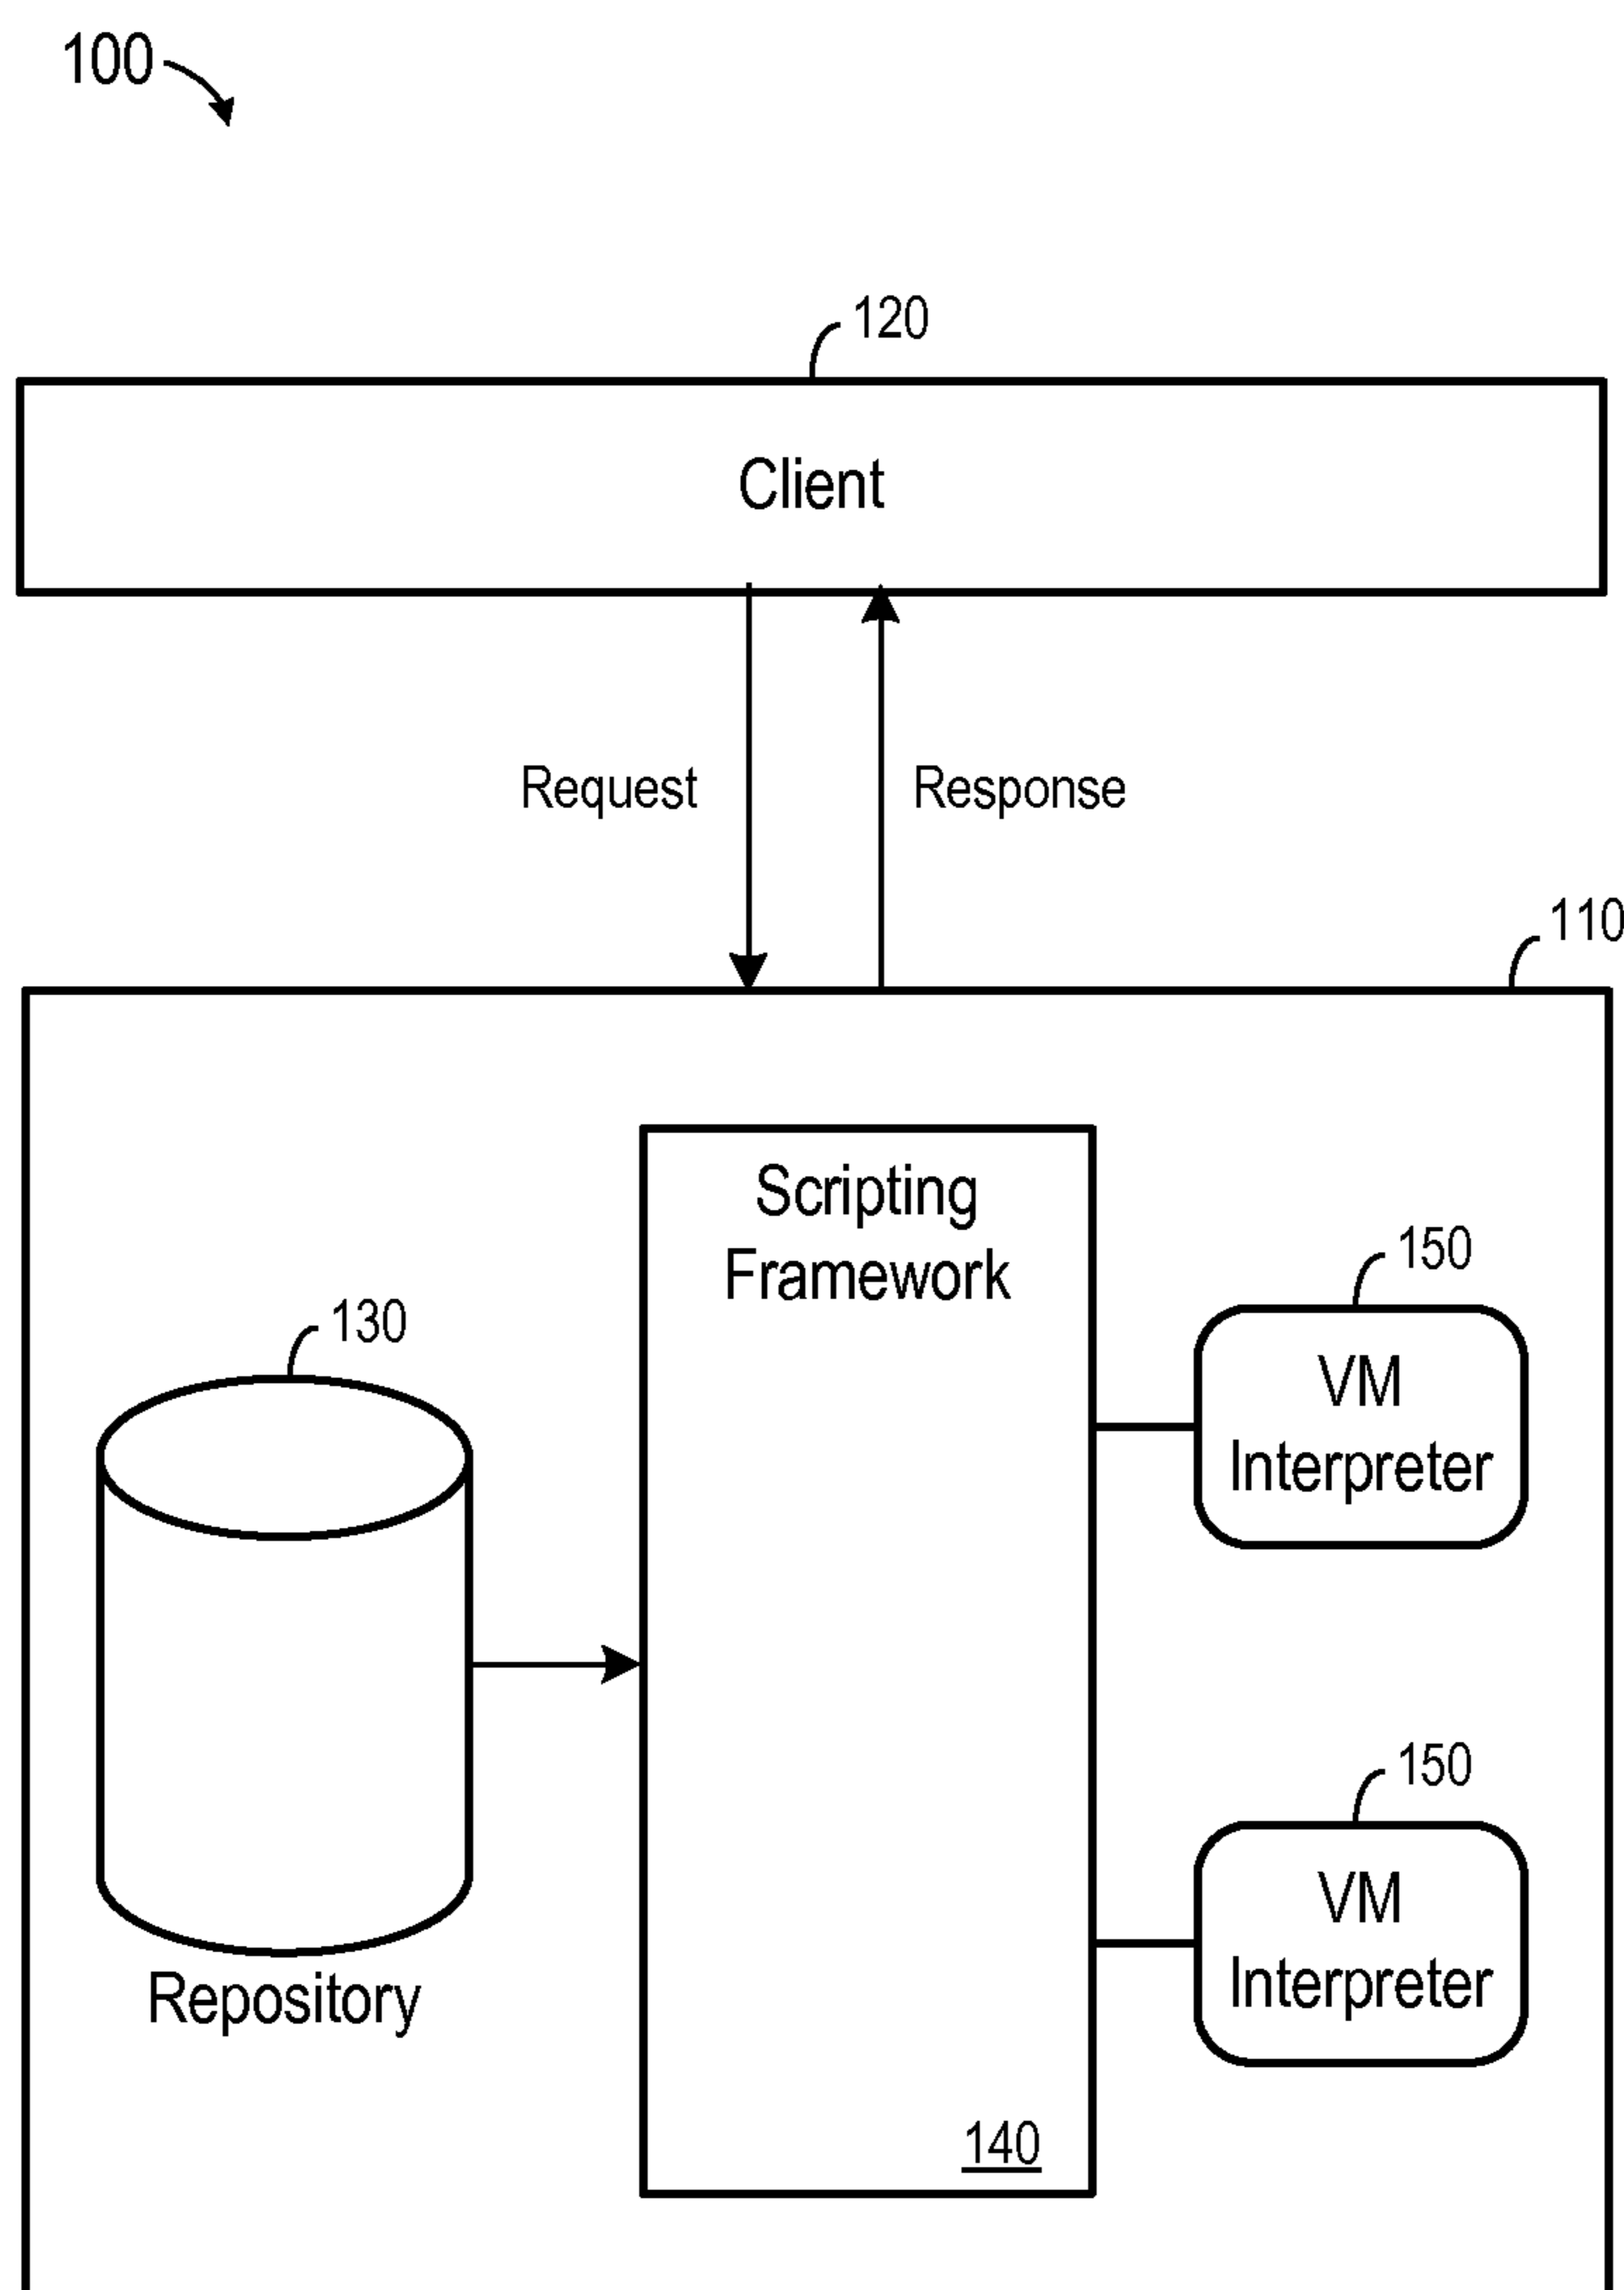 100
120
Client
Request
Response
110
Scripting
Framework
150
VM
Interpreter
130
150
VM
Interpreter
Repository
140